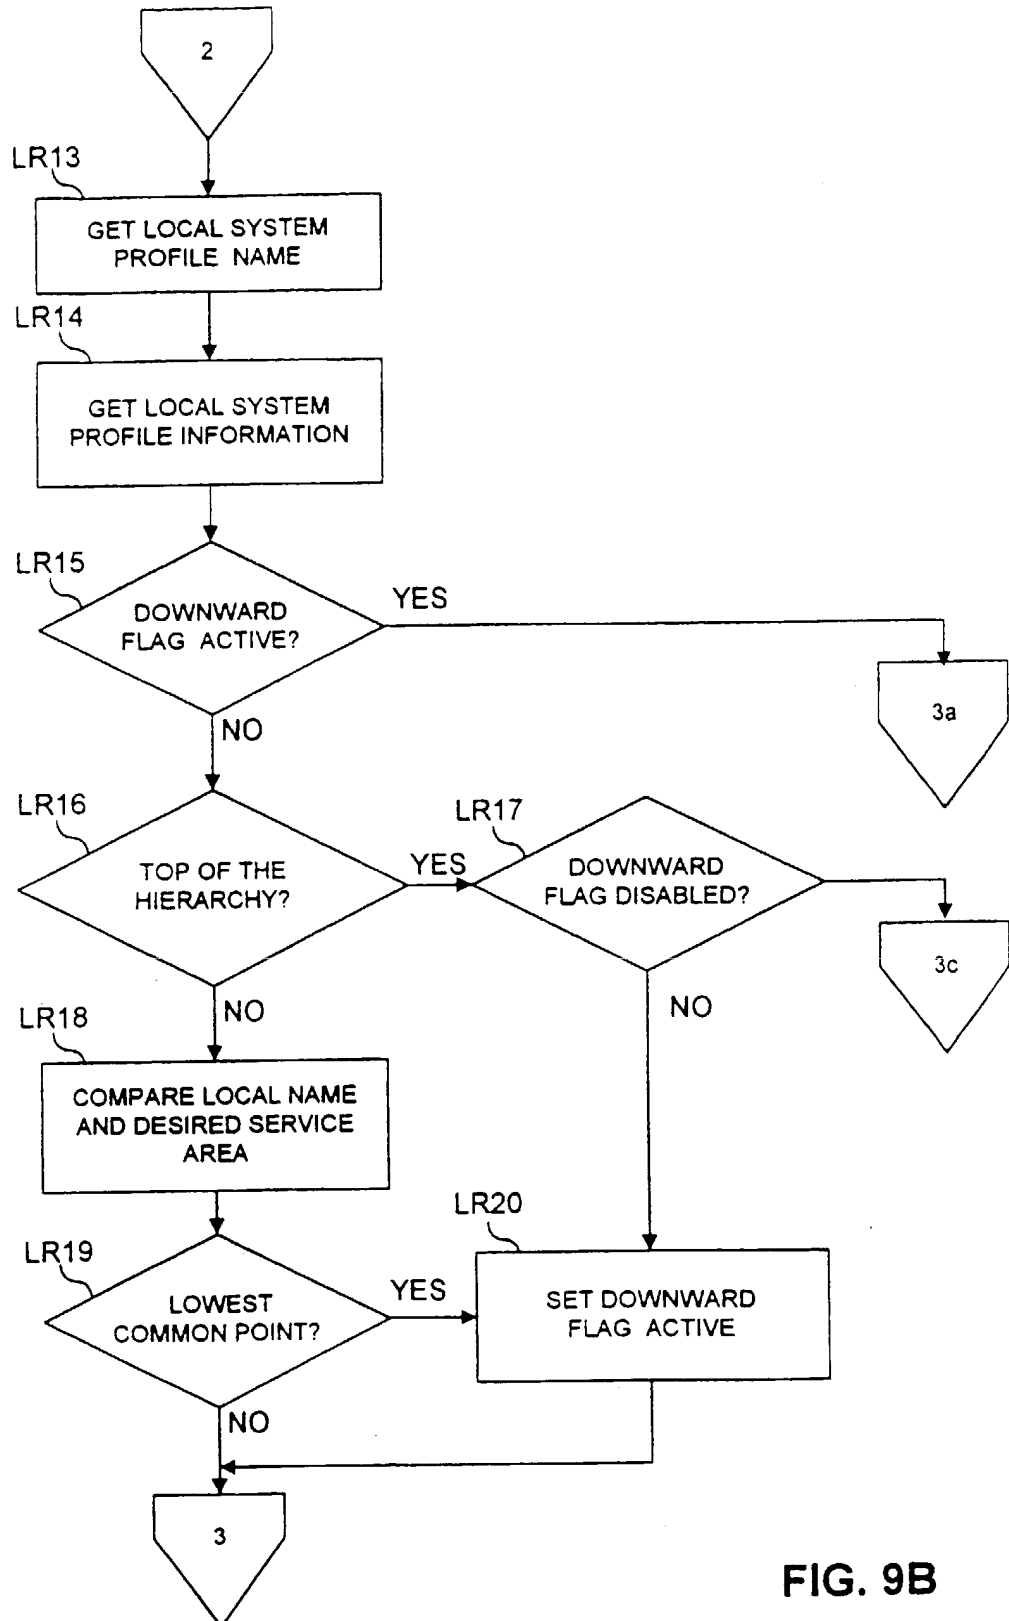 2
LR13
GET LOCAL SYSTEM
PROFILE NAME
LR14
GET LOCAL SYSTEM
PROFILE INFORMATION
LR15
DOWNWARD
FLAG ACTIVE?
YES
3a
NO
LR16
TOP OF THE
HIERARCHY?
YES
LR17
DOWNWARD
FLAG DISABLED?
3c
NO
NO
LR18
COMPARE LOCAL NAME
AND DESIRED SERVICE
AREA
LR19
LOWEST
COMMON POINT?
YES
LR20
SET DOWNWARD
FLAG ACTIVE
NO
3
FIG. 9B